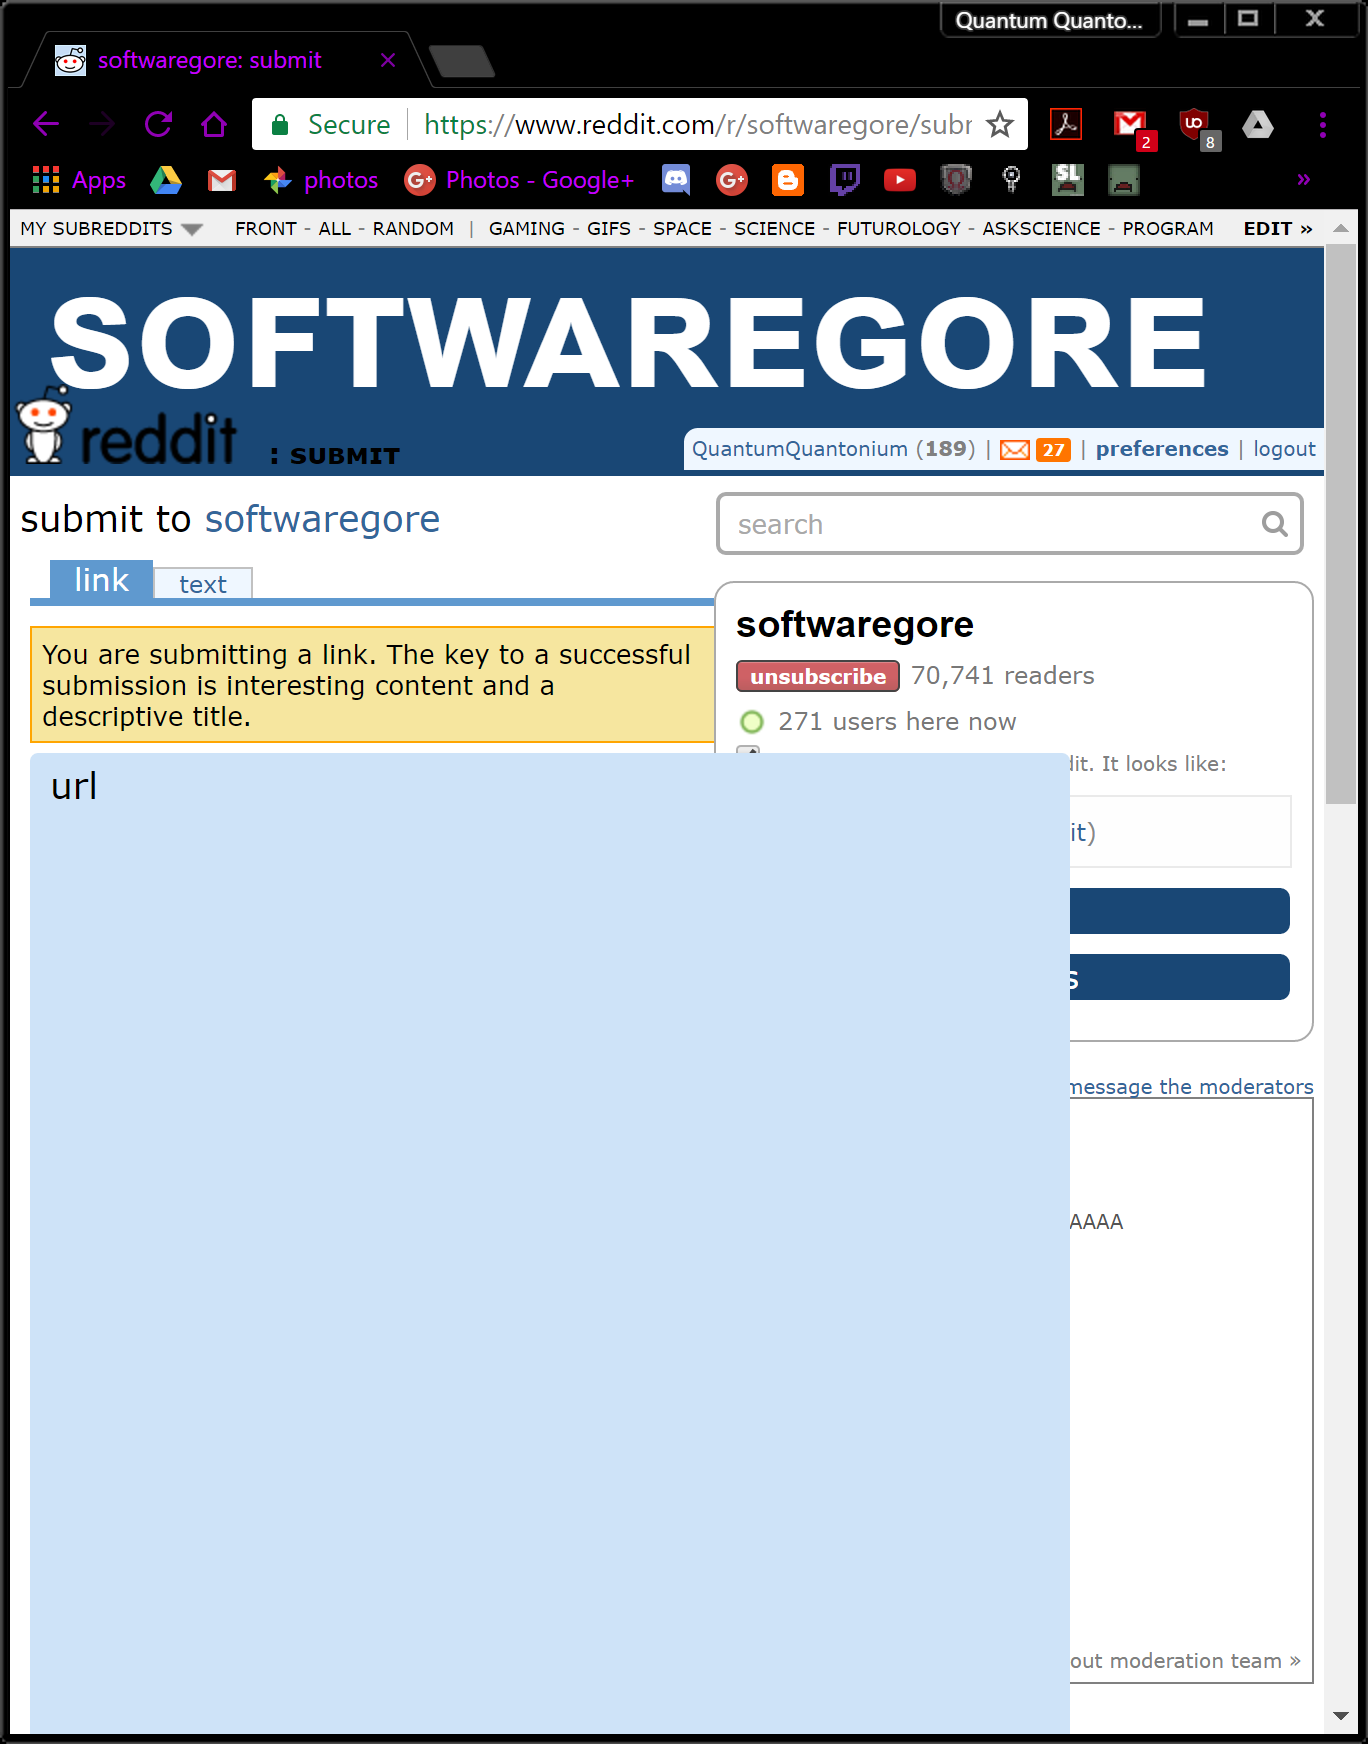 Quantum Quanto...
softwaregore: submit
Secure https://www.reddit.com/r/softwaregore/subr
2
UO
8
Apps photos G+ Photos - Google+ G+ SL »
MY SUBREDDITS FRONT - ALL - RANDOM | GAMING - GIFS - SPACE - SCIENCE - FUTUROLOGY - ASKSCIENCE - PROGRAM EDIT »
SOFTWAREGORE
reddit : SUBMIT
QuantumQuantonium (189) | 27 | preferences | logout
submit to softwaregore
search
link text
You are submitting a link. The key to a successful
submission is interesting content and a
descriptive title.
url
softwaregore
unsubscribe 70,741 readers
271 users here now
dit. It looks like:
it)
s
message the moderators
AAAA
out moderation team »